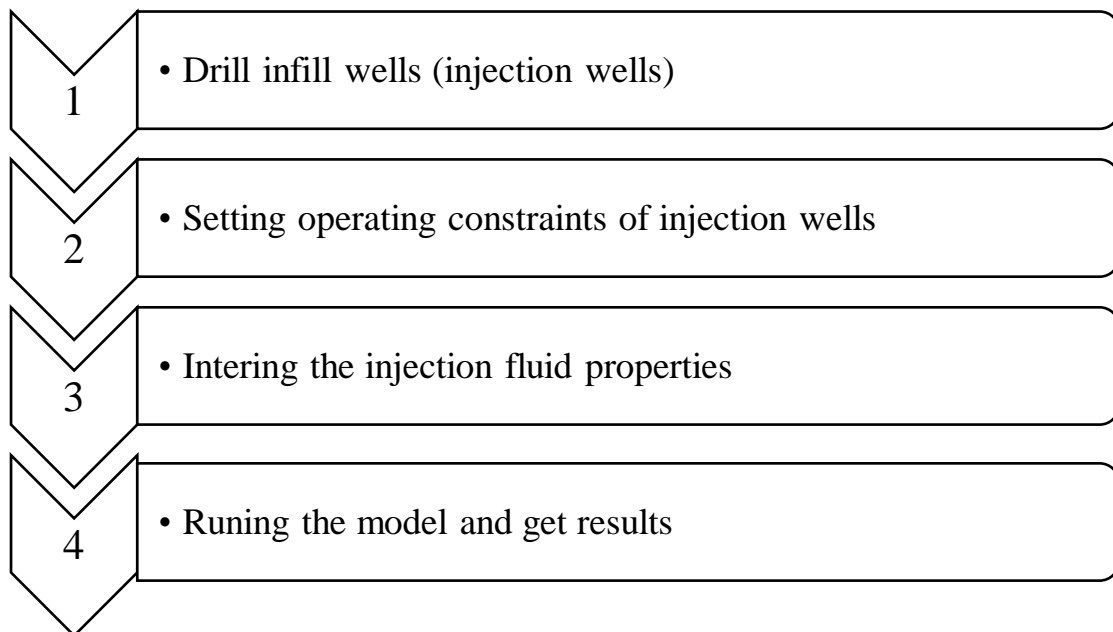 1
• Drill infill wells (injection wells)
2
• Setting operating constraints of injection wells
3
• Intering the injection fluid properties
4
• Runing the model and get results